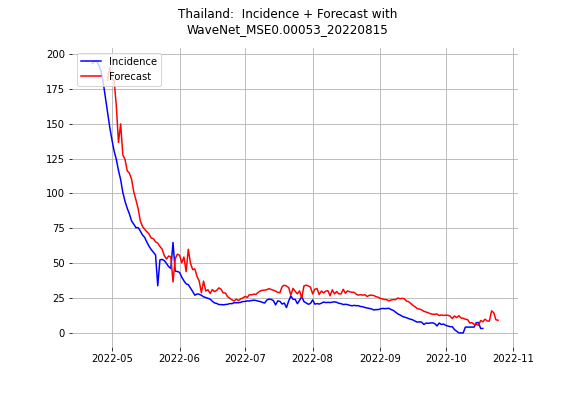 Thailand:  Incidence + Forecast with
WaveNet_MSE0.00053_20220815
Incidence
Forecast
200
175
150
125
100
75
50
25
0
2022-05 2022-06 2022-07 2022-08 2022-09 2022-10 2022-11